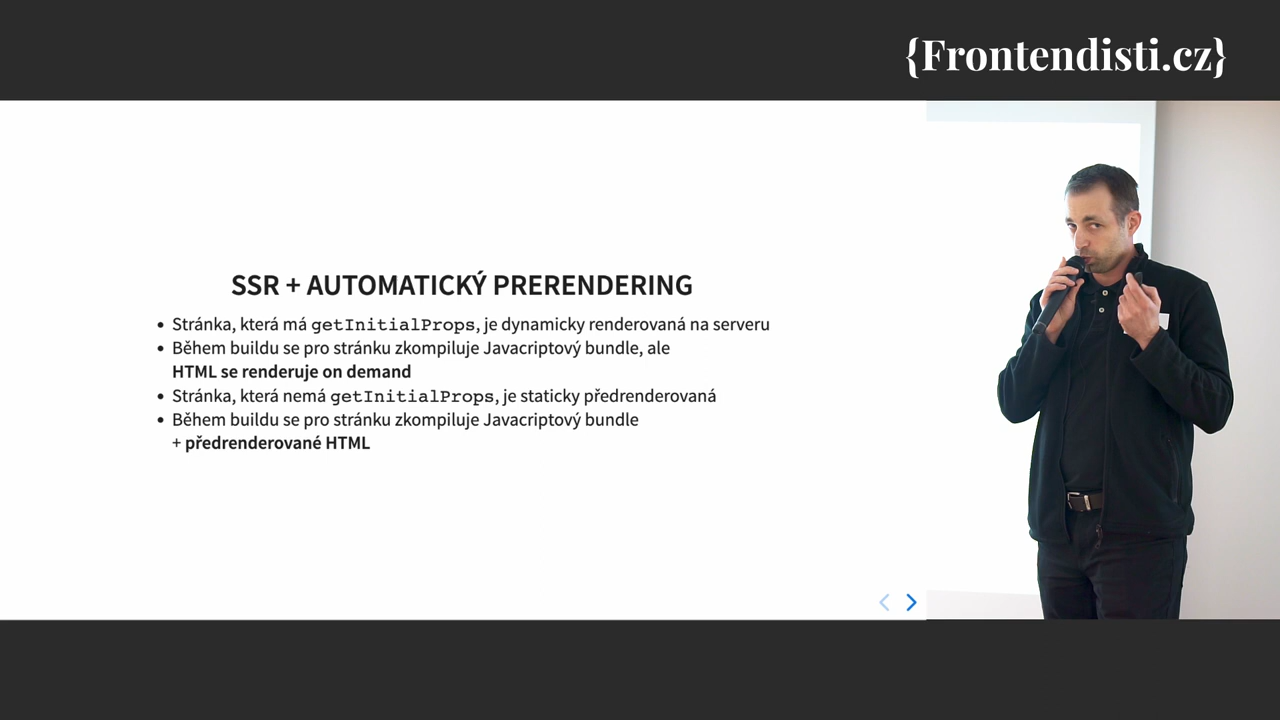 {Frontendisti.cz}
SSR + AUTOMATICKÝ PRERENDERING
• Stránka, která má getInitialProps, je dynamicky renderovaná na serveru
• Během buildu se pro stránku zkompiluje Javacriptový bundle, ale
HTML se renderuje on demand
• Stránka, která nemá getInitialProps, je staticky předrenderovaná
• Během buildu se pro stránku zkompiluje Javacriptový bundle
+ předrenderované HTML